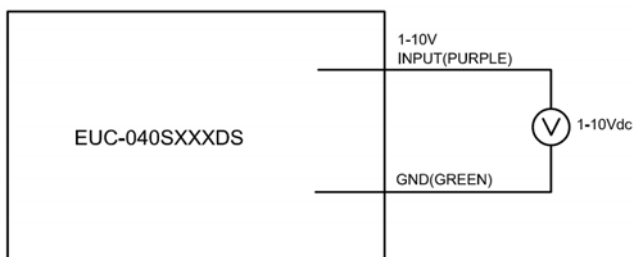 1-10V
INPUT(PURPLE)
V
1-10Vdc
EUC-040SXXXDS
GND(GREEN)